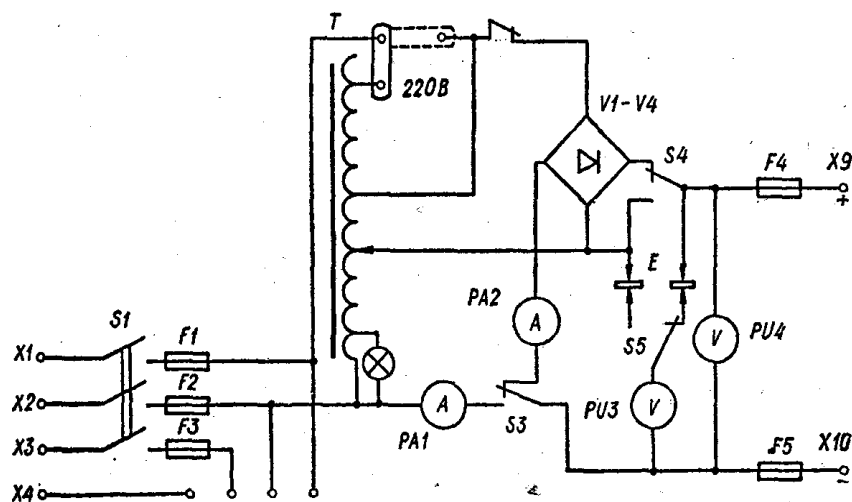 T
220В
V1-V4
S4
F4
X9
+
E
PA2
A
S5
PU4
V
S1
F1
X1
F2
X2
F3
X3
X4
A
PA1
S3
PU3
V
F5
X10
~